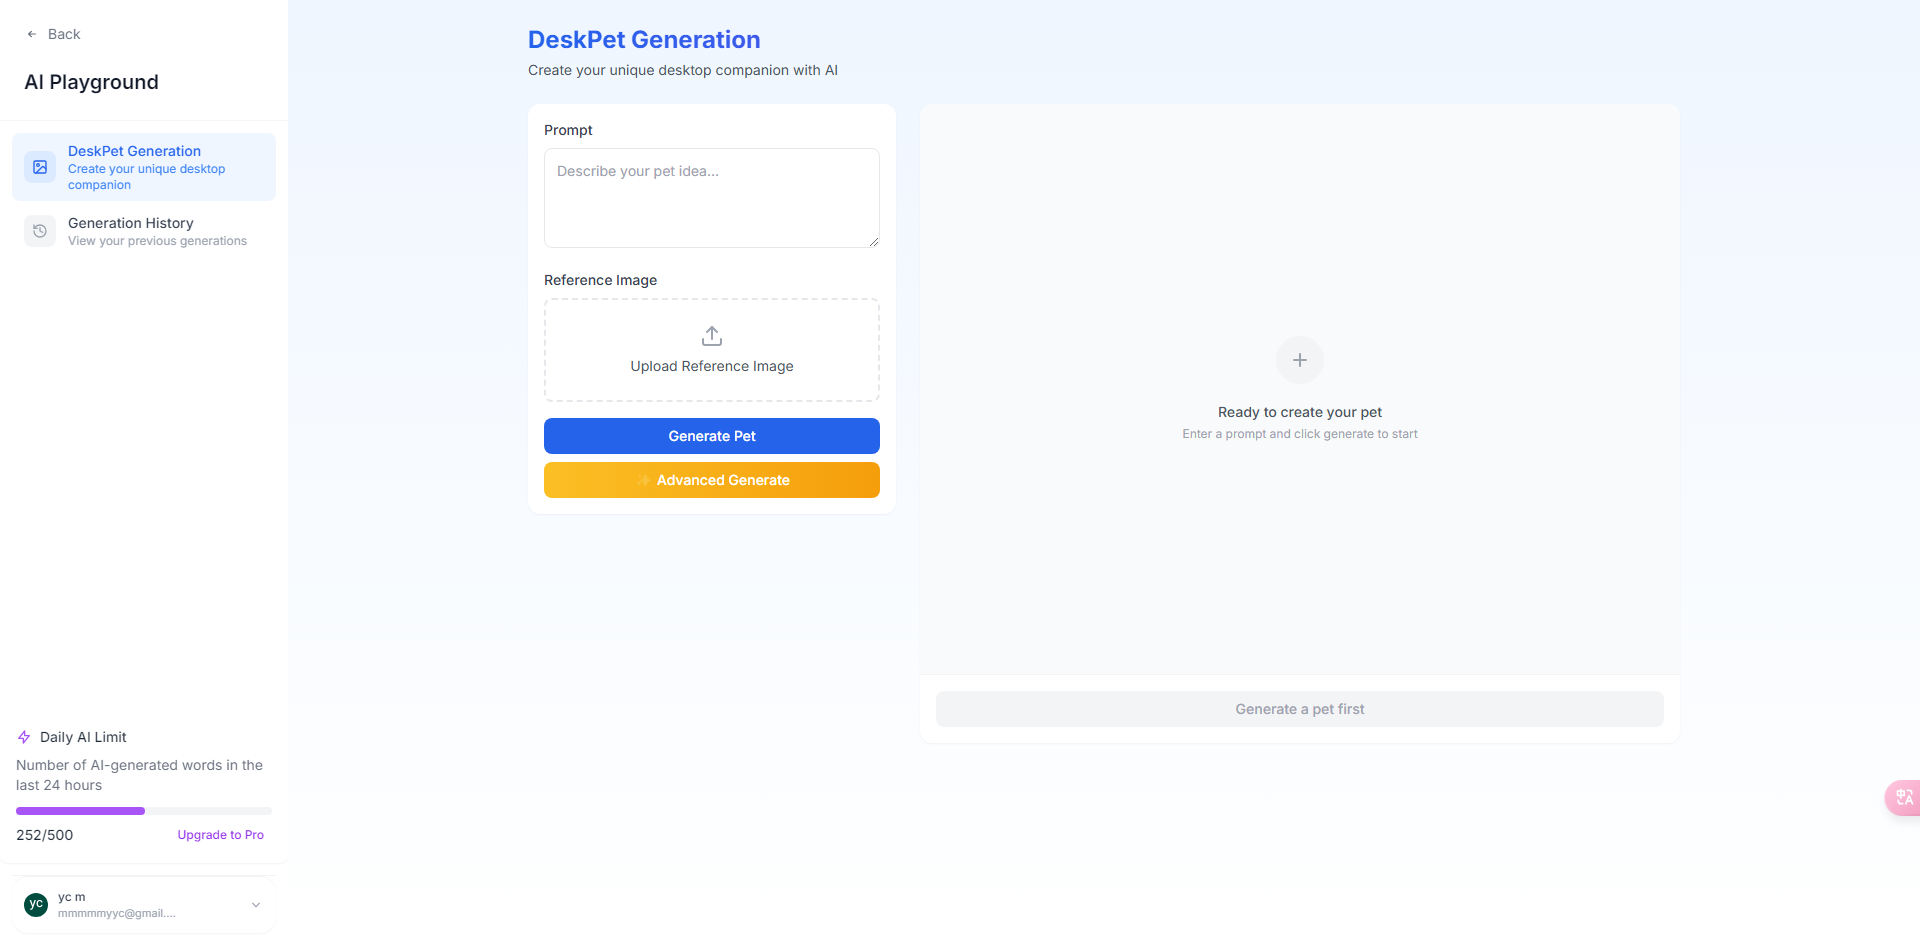 Back
AI Playground
DeskPet Generation
Create your unique desktop
companion
Generation History
View your previous generations
Daily AI Limit
Number of AI-generated words in the
last 24 hours
252/500
Upgrade to Pro
yc
yc m
mmmmmyyc@gmail....
DeskPet Generation
Create your unique desktop companion with AI
Prompt
Describe your pet idea...
Reference Image
Upload Reference Image
Generate Pet
✨ Advanced Generate
Ready to create your pet
Enter a prompt and click generate to start
Generate a pet first
中A